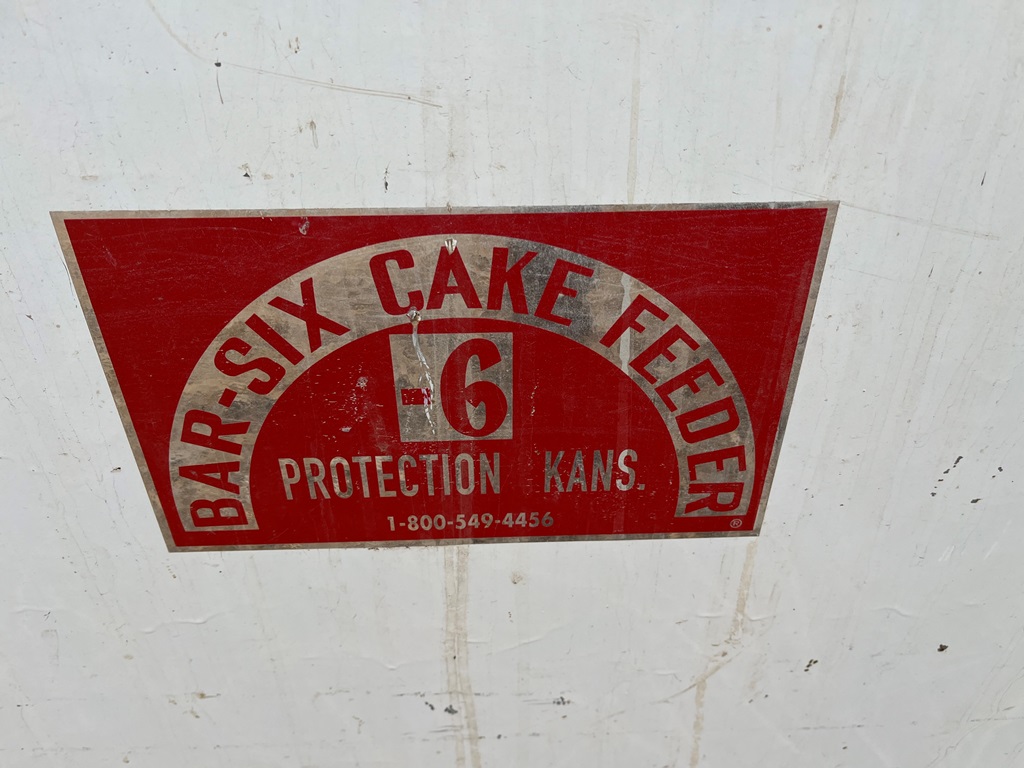 BAR-SIX CAKE FEEDER
-6
PROTECTION KANS.
1-800-549-4456
®